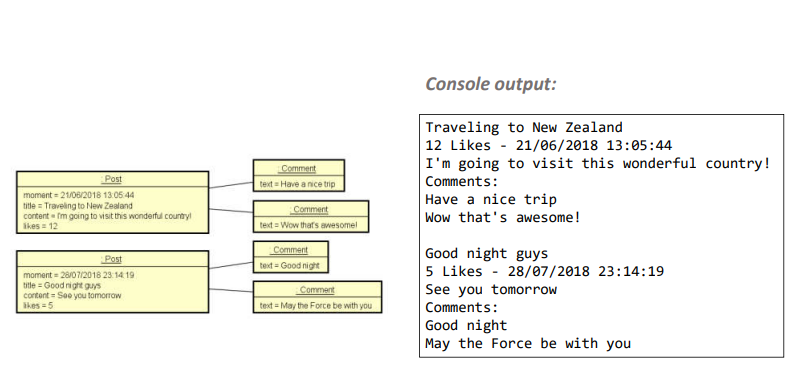 Console output:
: Post
moment = 21/06/2018 13:05:44
title = Traveling to New Zealand
content = I'm going to visit this wonderful country!
likes = 12
: Comment
text = Have a nice trip
: Comment
text = Wow that's awesome!
: Post
moment = 28/07/2018 23:14:19
title = Good night guys
content = See you tomorrow
likes = 5
: Comment
text = Good night
: Comment
text = May the Force be with you
Traveling to New Zealand
12 Likes - 21/06/2018 13:05:44
I'm going to visit this wonderful country!
Comments:
Have a nice trip
Wow that's awesome!
Good night guys
5 Likes - 28/07/2018 23:14:19
See you tomorrow
Comments:
Good night
May the Force be with you